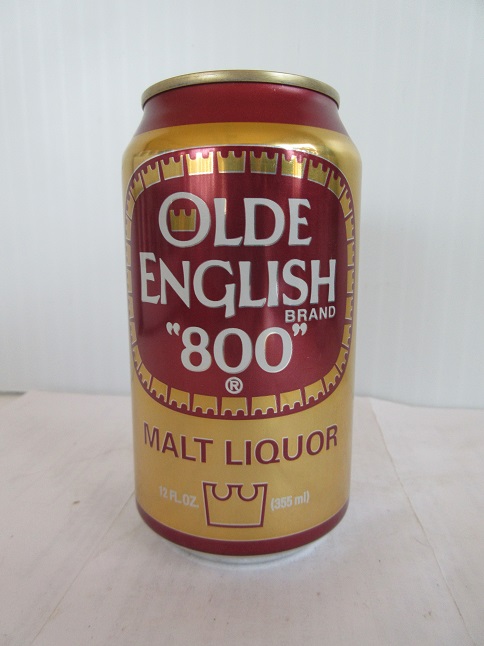 OLDE
ENGLISH
BRAND
“800”
®
MALT LIQUOR
12 FL. OZ. (355 ml)